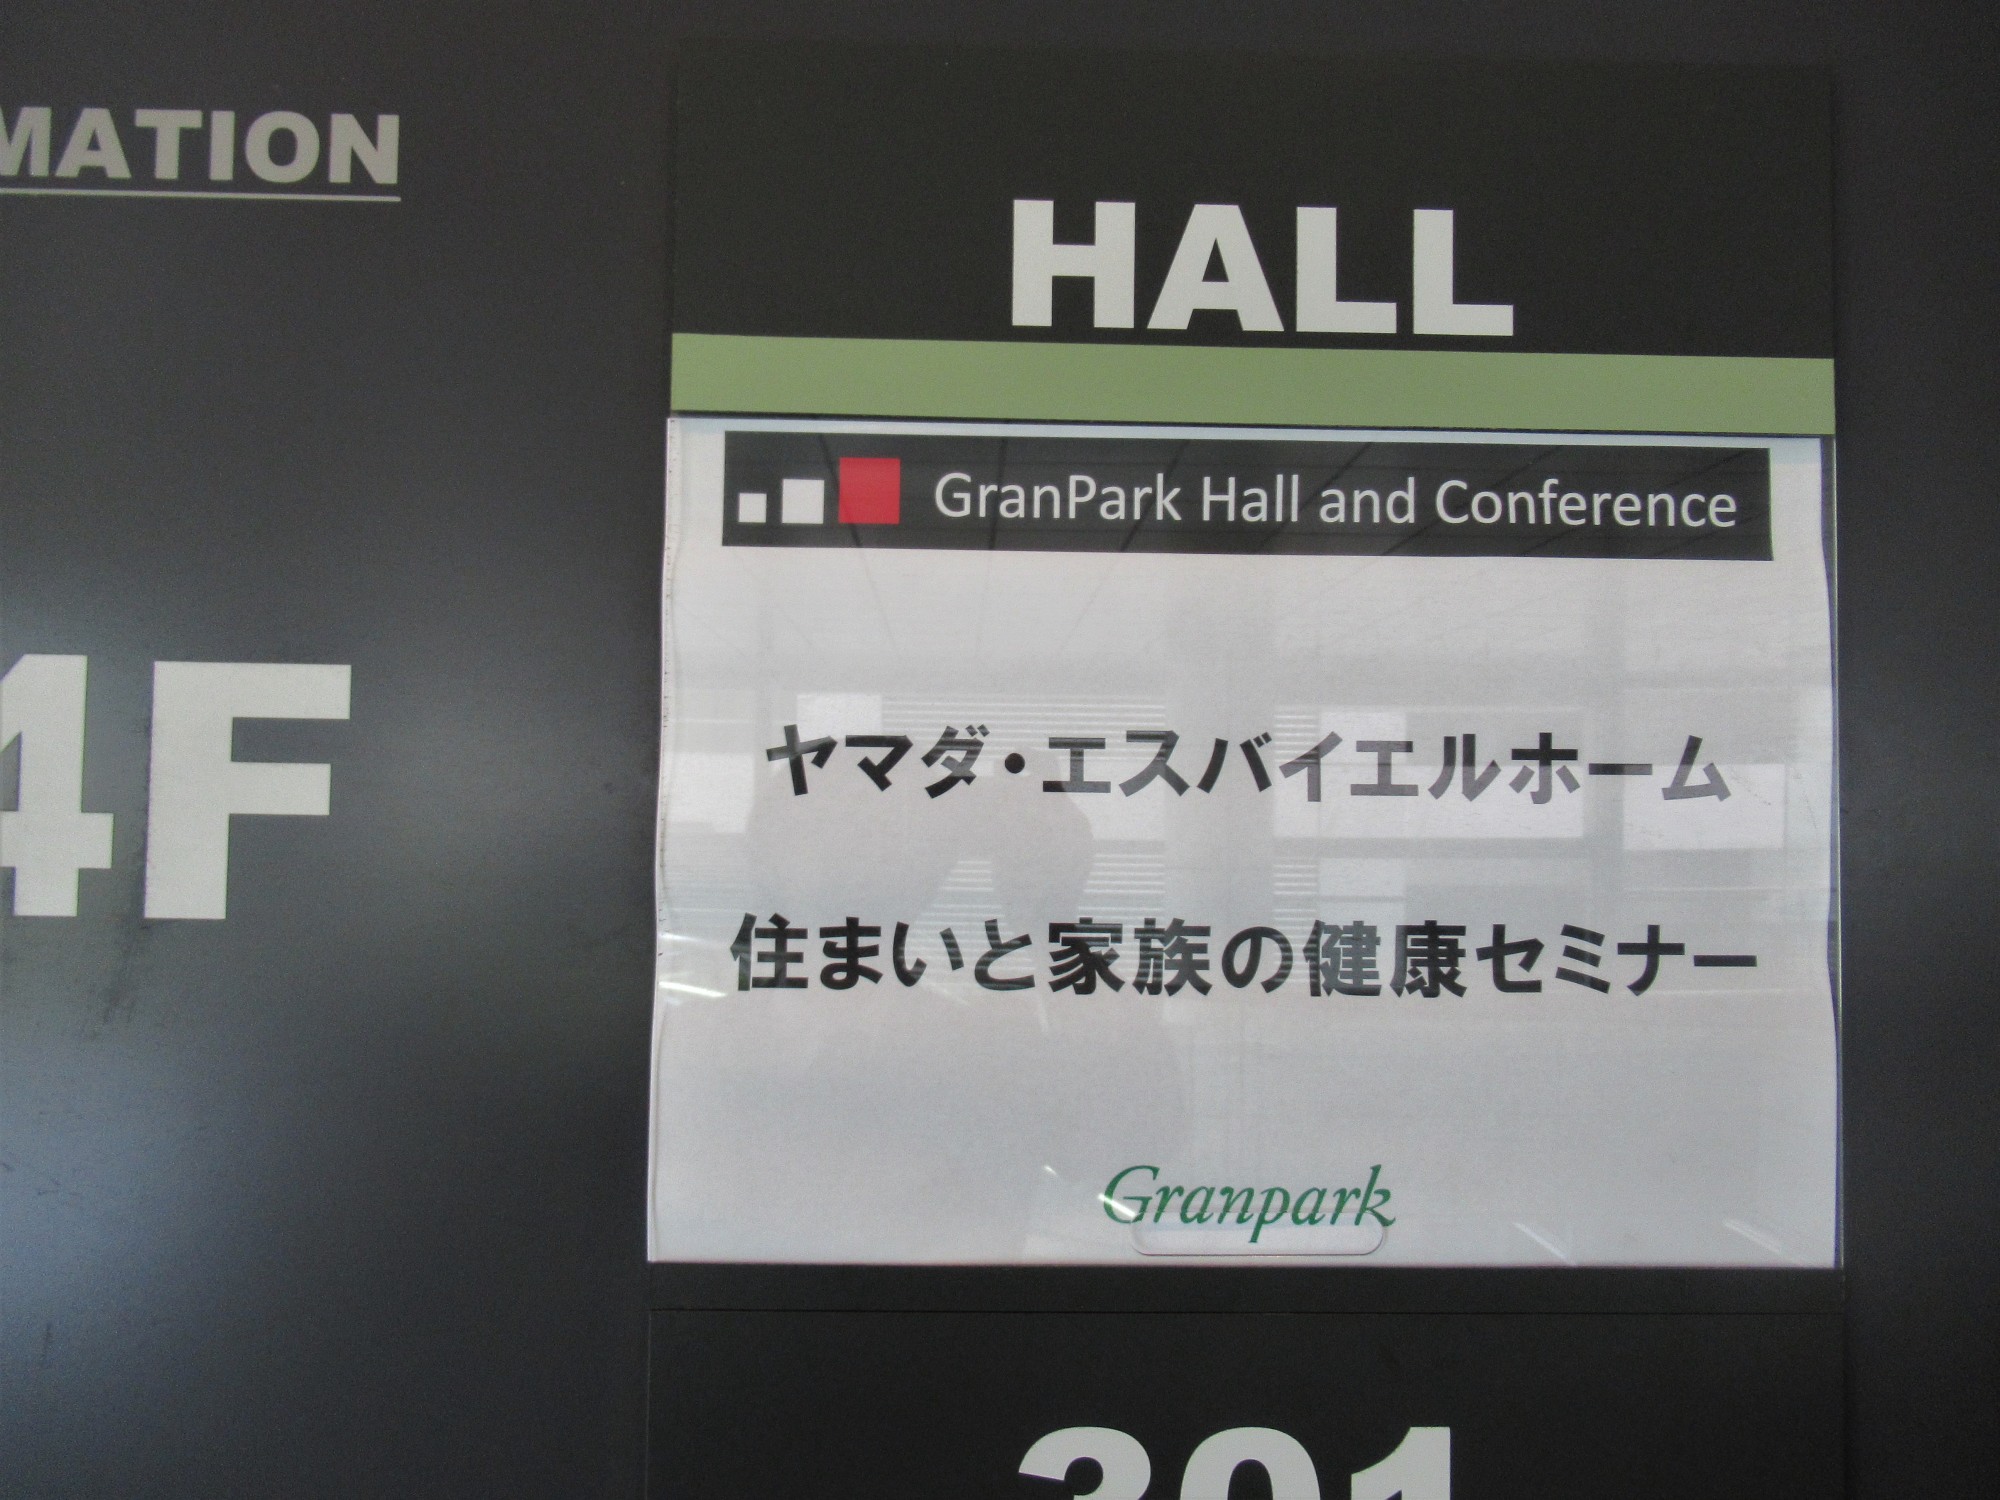 HALL
GranPark Hall and Conference
ヤマダ・エスバイエルホーム
住まいと家族の健康セミナー
Granpark
4F
301